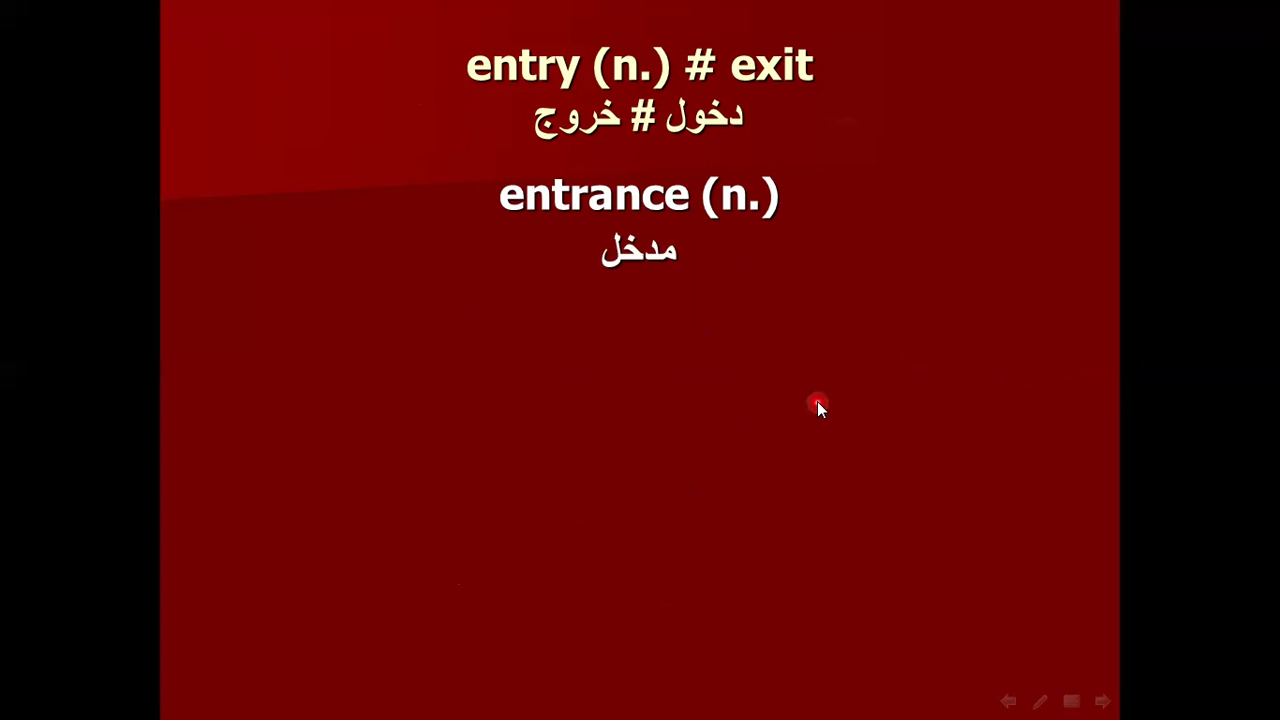 entry (n.) # exit
دخول # خروج
entrance (n.)
مدخل